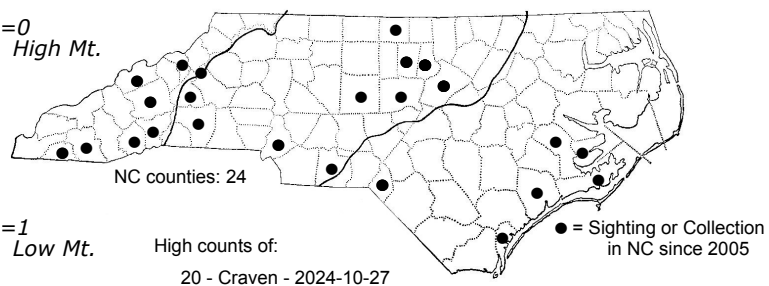 =0
High Mt.
NC counties: 24
● = Sighting or Collection
in NC since 2005
=1
Low Mt.
High counts of:
20 - Craven - 2024-10-27